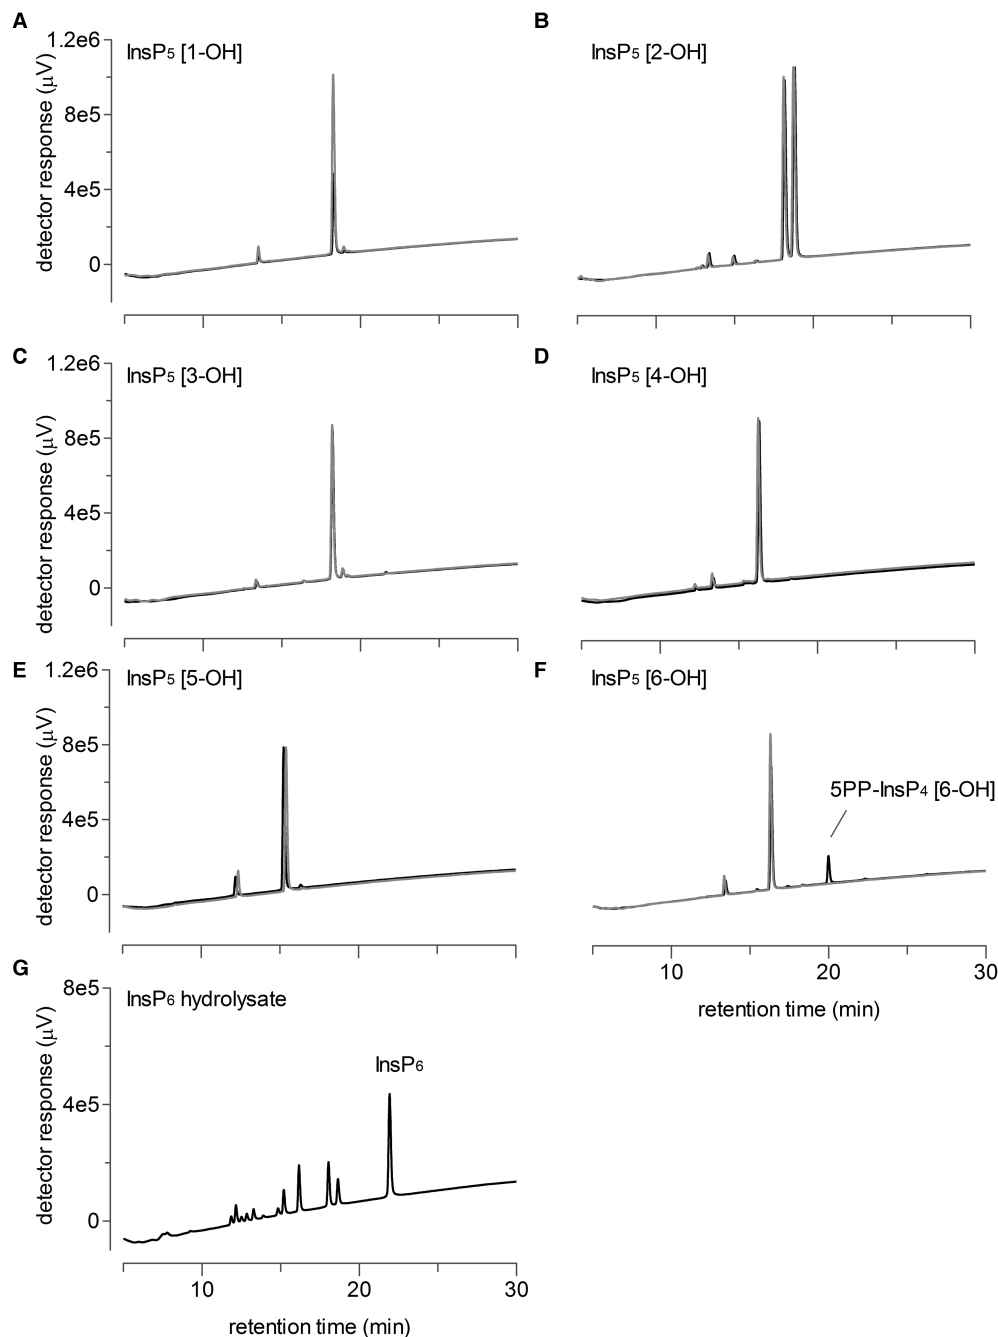 A
B
InsP5 [1-OH]
InsP5 [2-OH]
detector response (μV)
1.2e6
8e5
4e5
0
C
D
InsP5 [3-OH]
InsP5 [4-OH]
detector response (μV)
1.2e6
8e5
4e5
0
E
F
InsP5 [5-OH]
InsP5 [6-OH]
detector response (μV)
1.2e6
8e5
4e5
0
5PP-InsP4 [6-OH]
10
20
30
retention time (min)
G
InsP6 hydrolysate
detector response (μV)
8e5
4e5
0
InsP6
10
20
30
retention time (min)